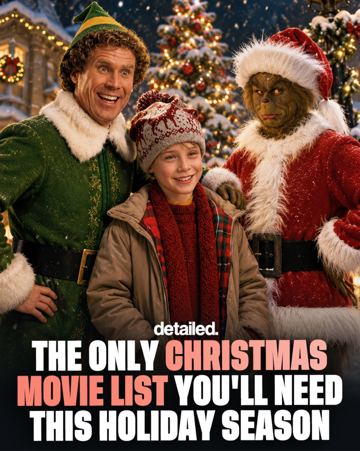 detailed.
THE ONLY CHRISTMAS
MOVIE LIST YOU'LL NEED
THIS HOLIDAY SEASON